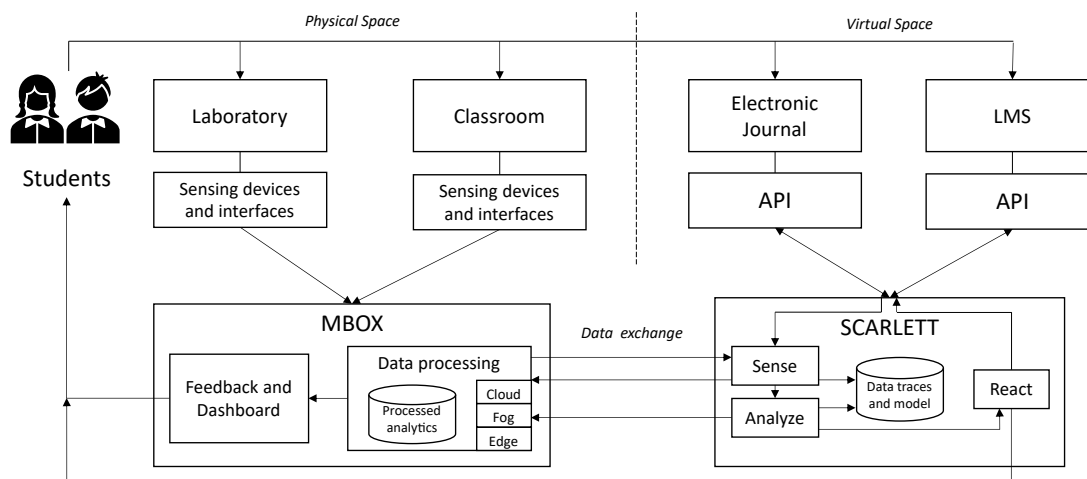 Physical Space
Virtual Space
Students
Laboratory
Classroom
Electronic
Journal
LMS
Sensing devices
and interfaces
Sensing devices
and interfaces
API
API
MBOX
Data exchange
SCARLETT
Feedback and
Dashboard
Data processing
Processed
analytics
Cloud
Fog
Edge
Sense
Analyze
Data traces
and model
React